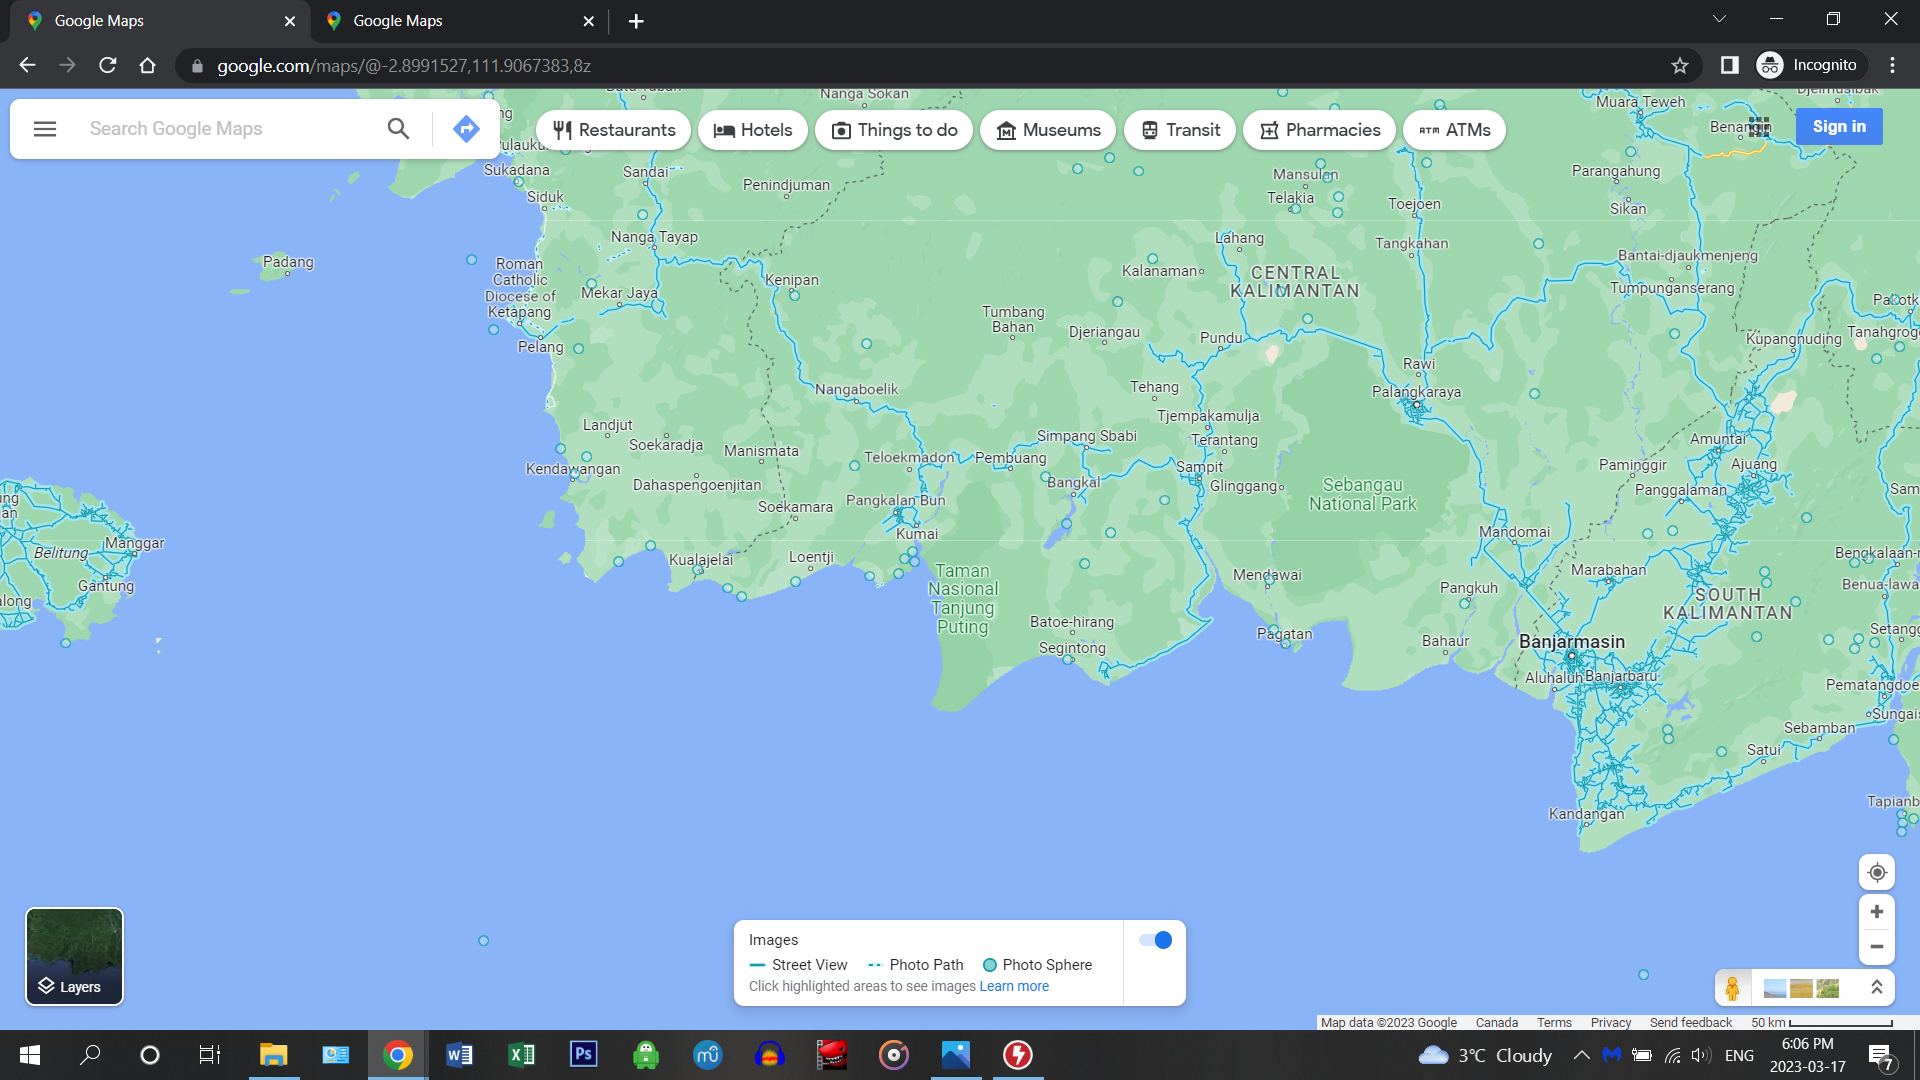 Google Maps
Google Maps
google.com/maps/@-2.8991527,111.9067383,8z
Incognito
Search Google Maps
Restaurants
Hotels
Things to do
Museums
Transit
Pharmacies
ATM ATMs
Sign in
Nanga Sokan
Muara Teweh
Benangin
Sukadana
Sandai
Penindjuman
Mansulan
Telakia
Parangahung
Siduk
Toejoen
Sikan
Nanga Tayap
Lahang
Tangkahan
Padang
Roman
Catholic
Diocese of
Ketapang
Mekar Jaya
Kenipan
Kalanaman
CENTRAL
KALIMANTAN
Bantai-djaukmenjeng
Tumpunganserang
Tumbang
Bahan
Djeriangau
Pundu
Kupangnuding
Tanahgrog
Pelang
Rawi
Palangkaraya
Nangaboelik
Tehang
Tjempakamulja
Landjut
Soekaradja
Manismata
Simpang Sbabi
Terantang
Amuntai
Kendawangan
Teloekmadon
Pembuang
Sampit
Paminggir
Ajuang
Dahaspengoenjitan
Bangkal
Glinggang
Sebangau
National Park
Panggalaman
Sam
Soekamara
Pangkalan Bun
Kumai
Mandomai
ng
an
Belitung
Manggar
Gantung
along
Kualajelai
Loentji
Taman
Nasional
Tanjung
Puting
Mendawai
Marabahan
Pangkuh
Bengkalaan-
Benua-lawa
SOUTH
KALIMANTAN
Batoe-hirang
Segintong
Pagatan
Bahaur
Banjarmasin
Setang
Aluhaluh
Banjarbaru
Pematangdoe
Sungais
Sebamban
Satui
Kandangan
Tapianb
Layers
Images
Street View
Photo Path
Photo Sphere
Click highlighted areas to see images Learn more
Map data ©2023 Google
Canada
Terms
Privacy
Send feedback
50 km
3°C Cloudy
ENG
6:06 PM
2023-03-17
7